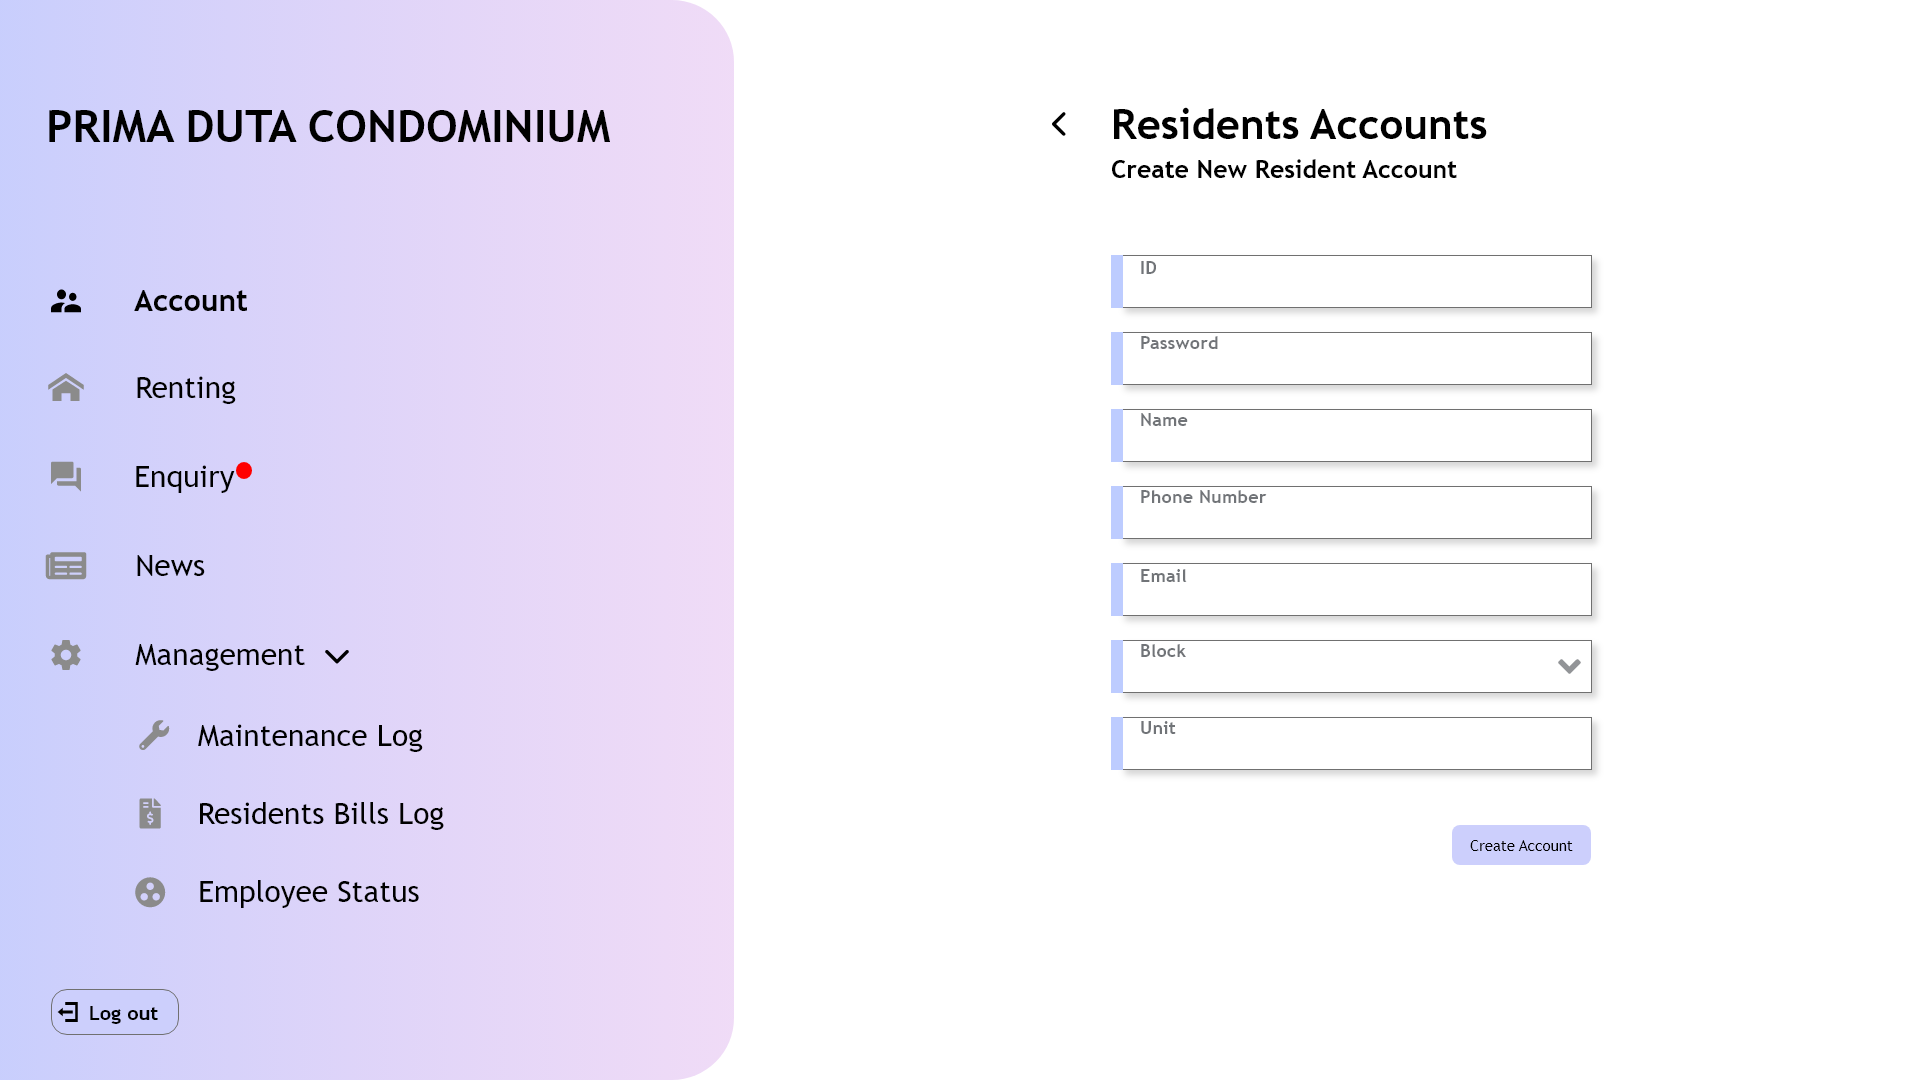 PRIMA DUTA CONDOMINIUM
Account
Renting
Enquiry
News
Management
Maintenance Log
Residents Bills Log
Employee Status
Log out
Residents Accounts
Create New Resident Account
ID
Password
Name
Phone Number
Email
Block
Unit
Create Account